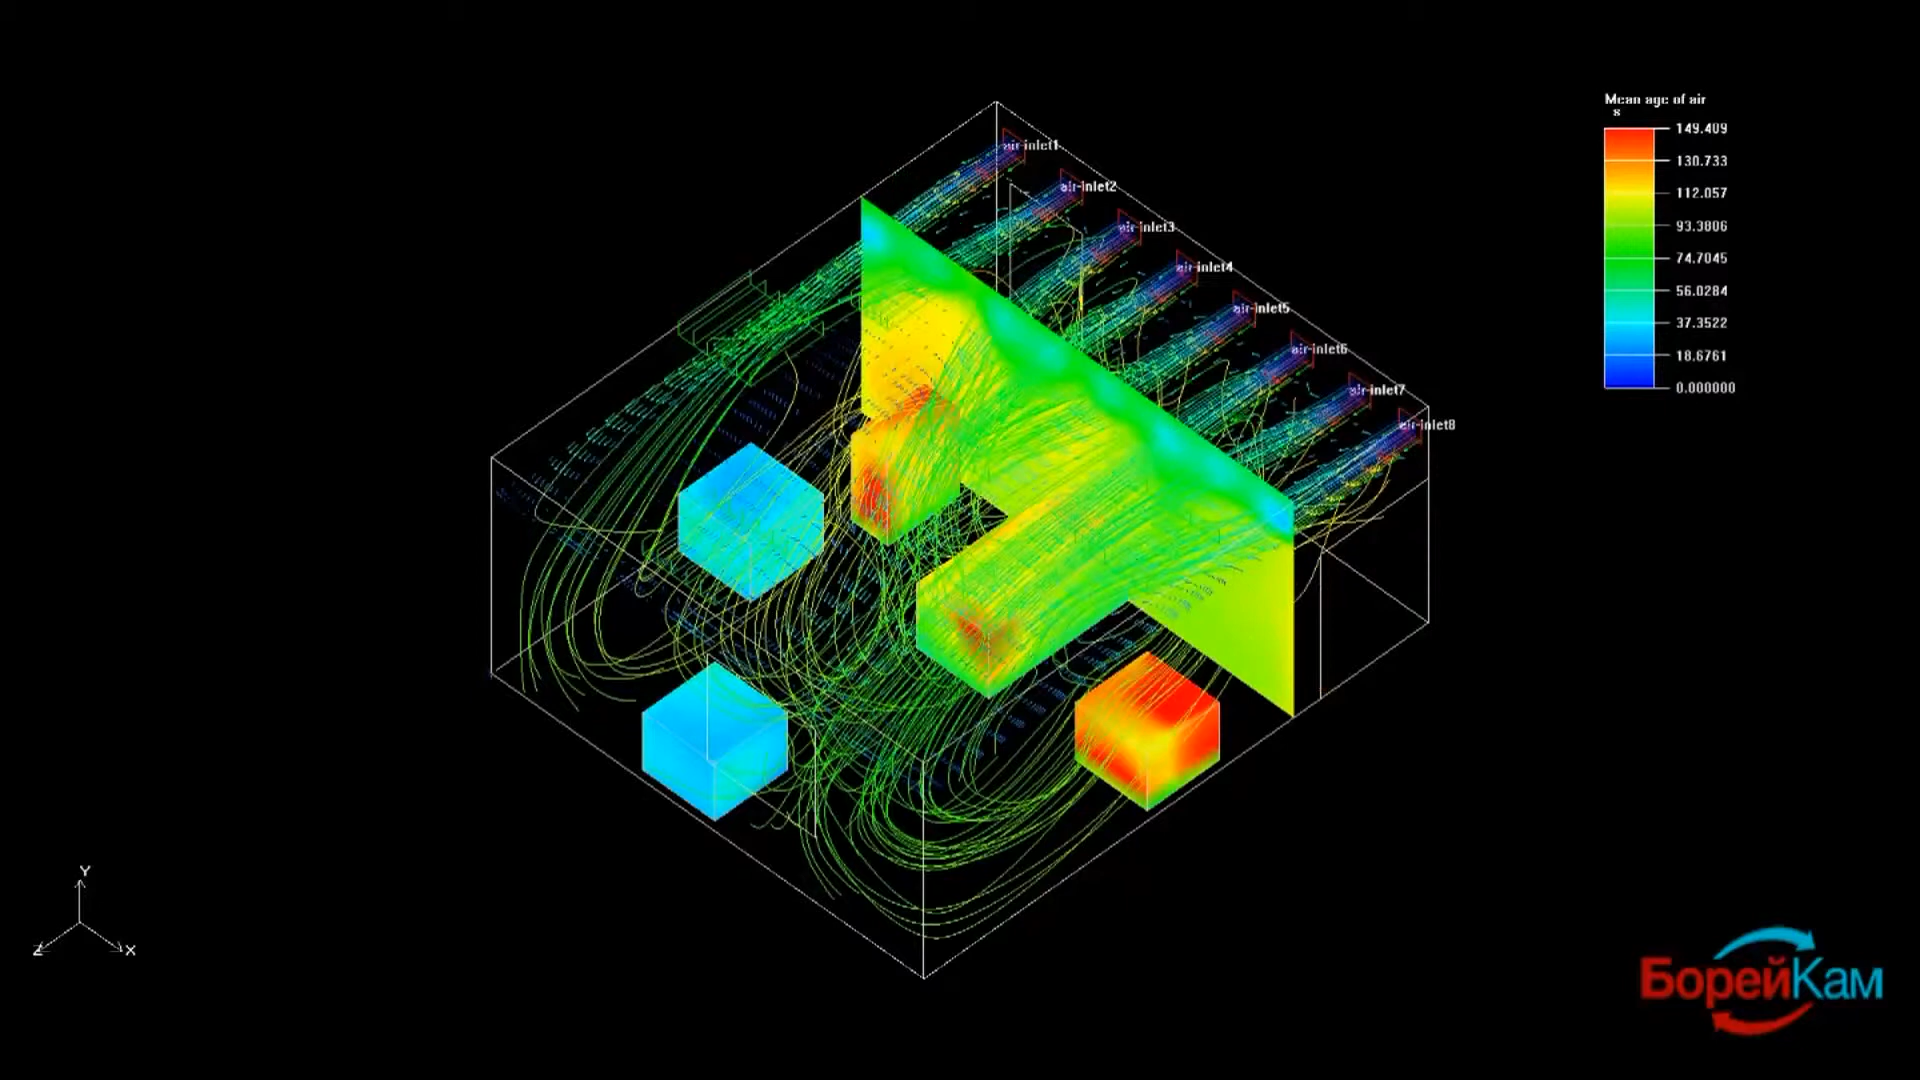 Mean age of air
s
149.409
130.733
112.057
93.3806
74.7045
56.0284
37.3522
18.6761
0.000000
air-inlet1
air-inlet2
air-inlet3
air-inlet4
air-inlet5
air-inlet6
air-inlet7
air-inlet8
Y
Z
X
БорейКам